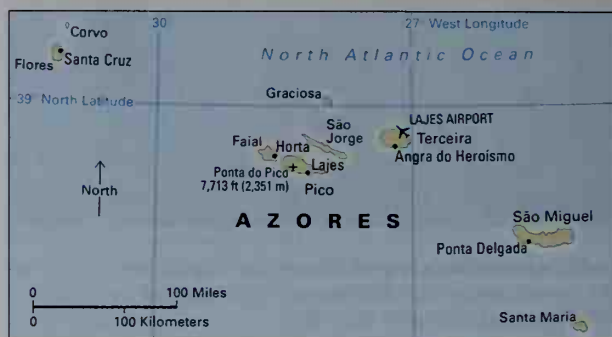 30
27 West Longitude
Corvo
Flores
Santa Cruz
North Atlantic Ocean
39 North Latitude
Graciosa
LAJES AIRPORT
São
Jorge
Terceira
Faial
Horta
Angra do Heroísmo
Ponta do Pico
7,713 ft (2,351 m)
Lajes
Pico
North
AZORES
São Miguel
Ponta Delgada
0 100 Miles
0 100 Kilometers
Santa Maria